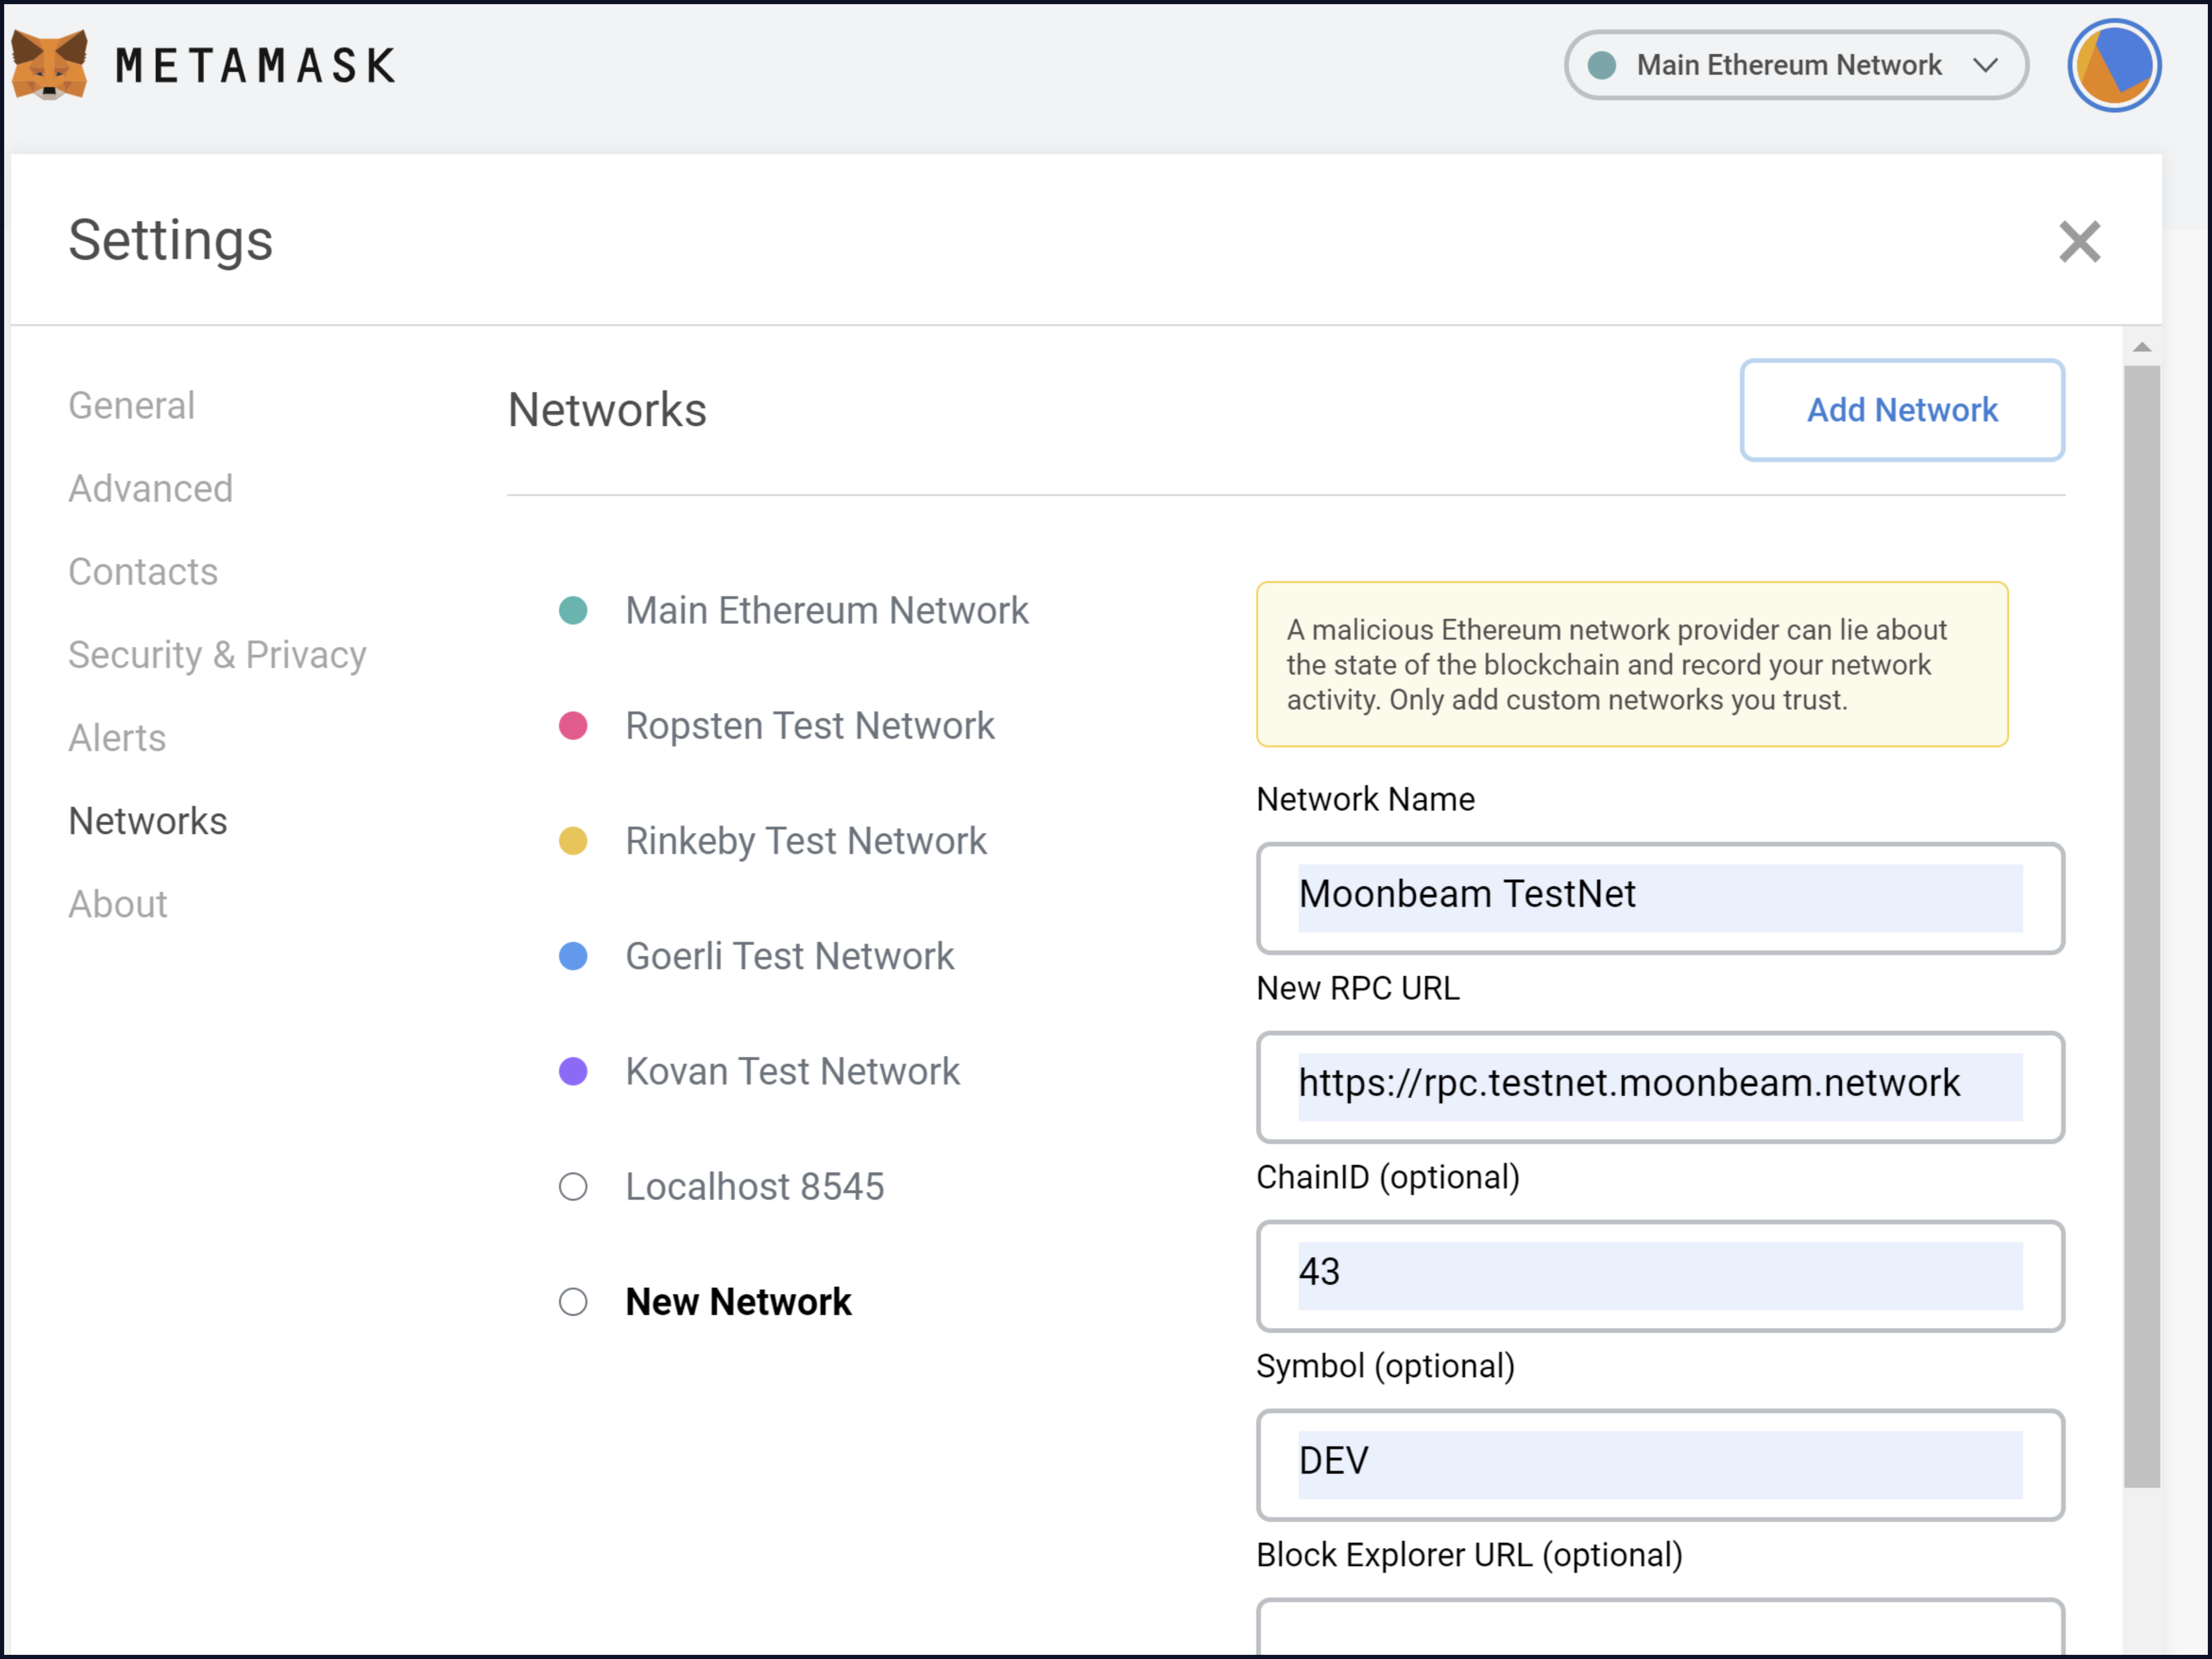 METAMASK
Main Ethereum Network
Settings
General
Advanced
Contacts
Security & Privacy
Alerts
Networks
About
Networks
Add Network
Main Ethereum Network
Ropsten Test Network
Rinkeby Test Network
Goerli Test Network
Kovan Test Network
Localhost 8545
New Network
A malicious Ethereum network provider can lie about
the state of the blockchain and record your network
activity. Only add custom networks you trust.
Network Name
Moonbeam TestNet
New RPC URL
https://rpc.testnet.moonbeam.network
ChainID (optional)
43
Symbol (optional)
DEV
Block Explorer URL (optional)